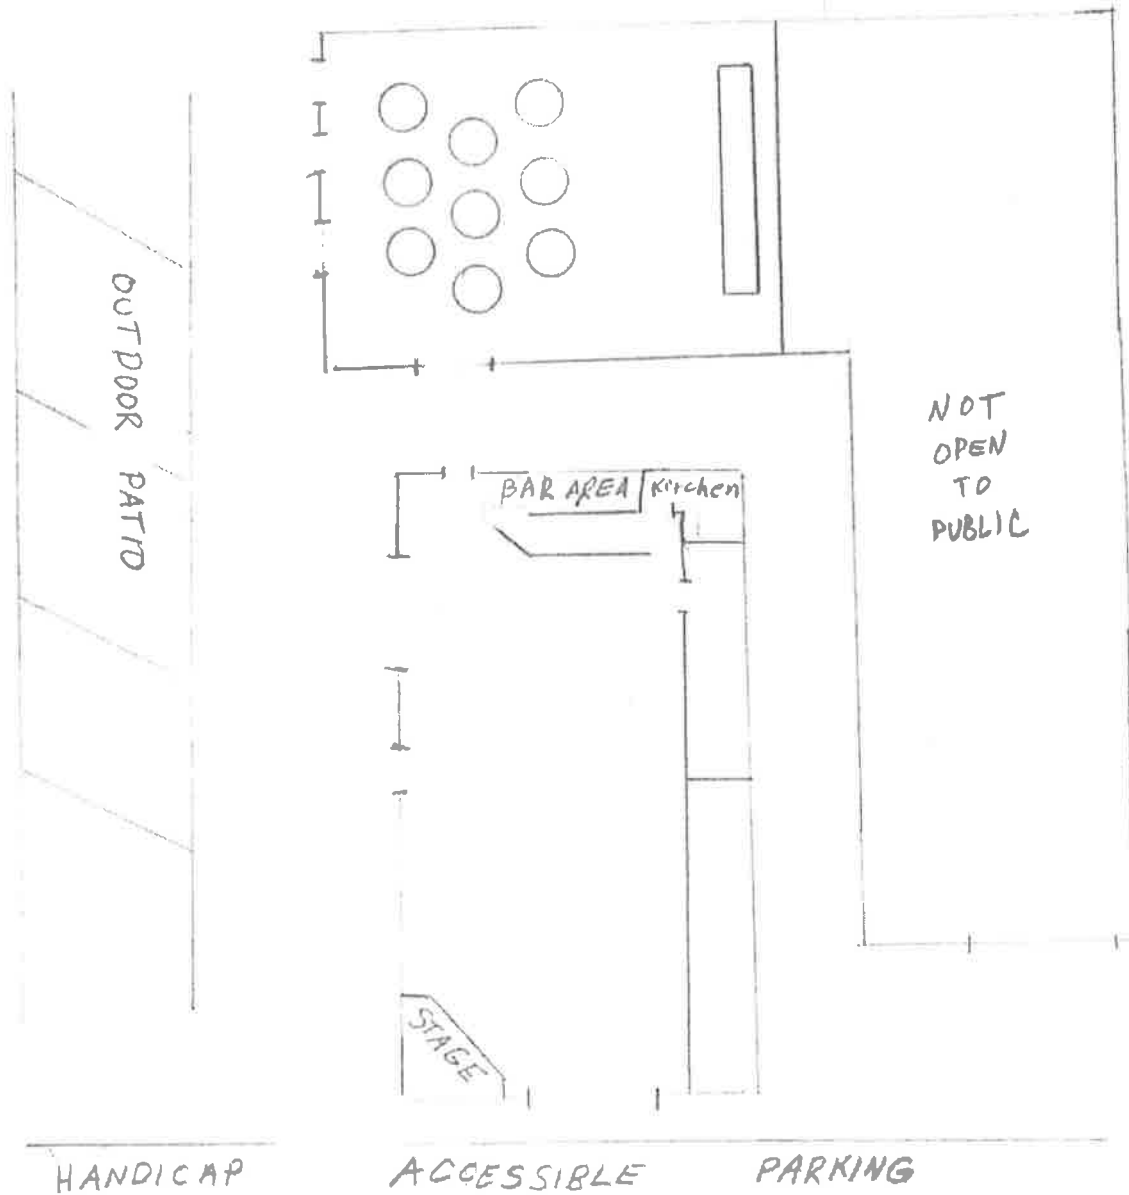 OUTDOOR PATIO
BAR AREA
Kitchen
NOT
OPEN
TO
PUBLIC
STAGE
HANDICAP ACCESSIBLE PARKING